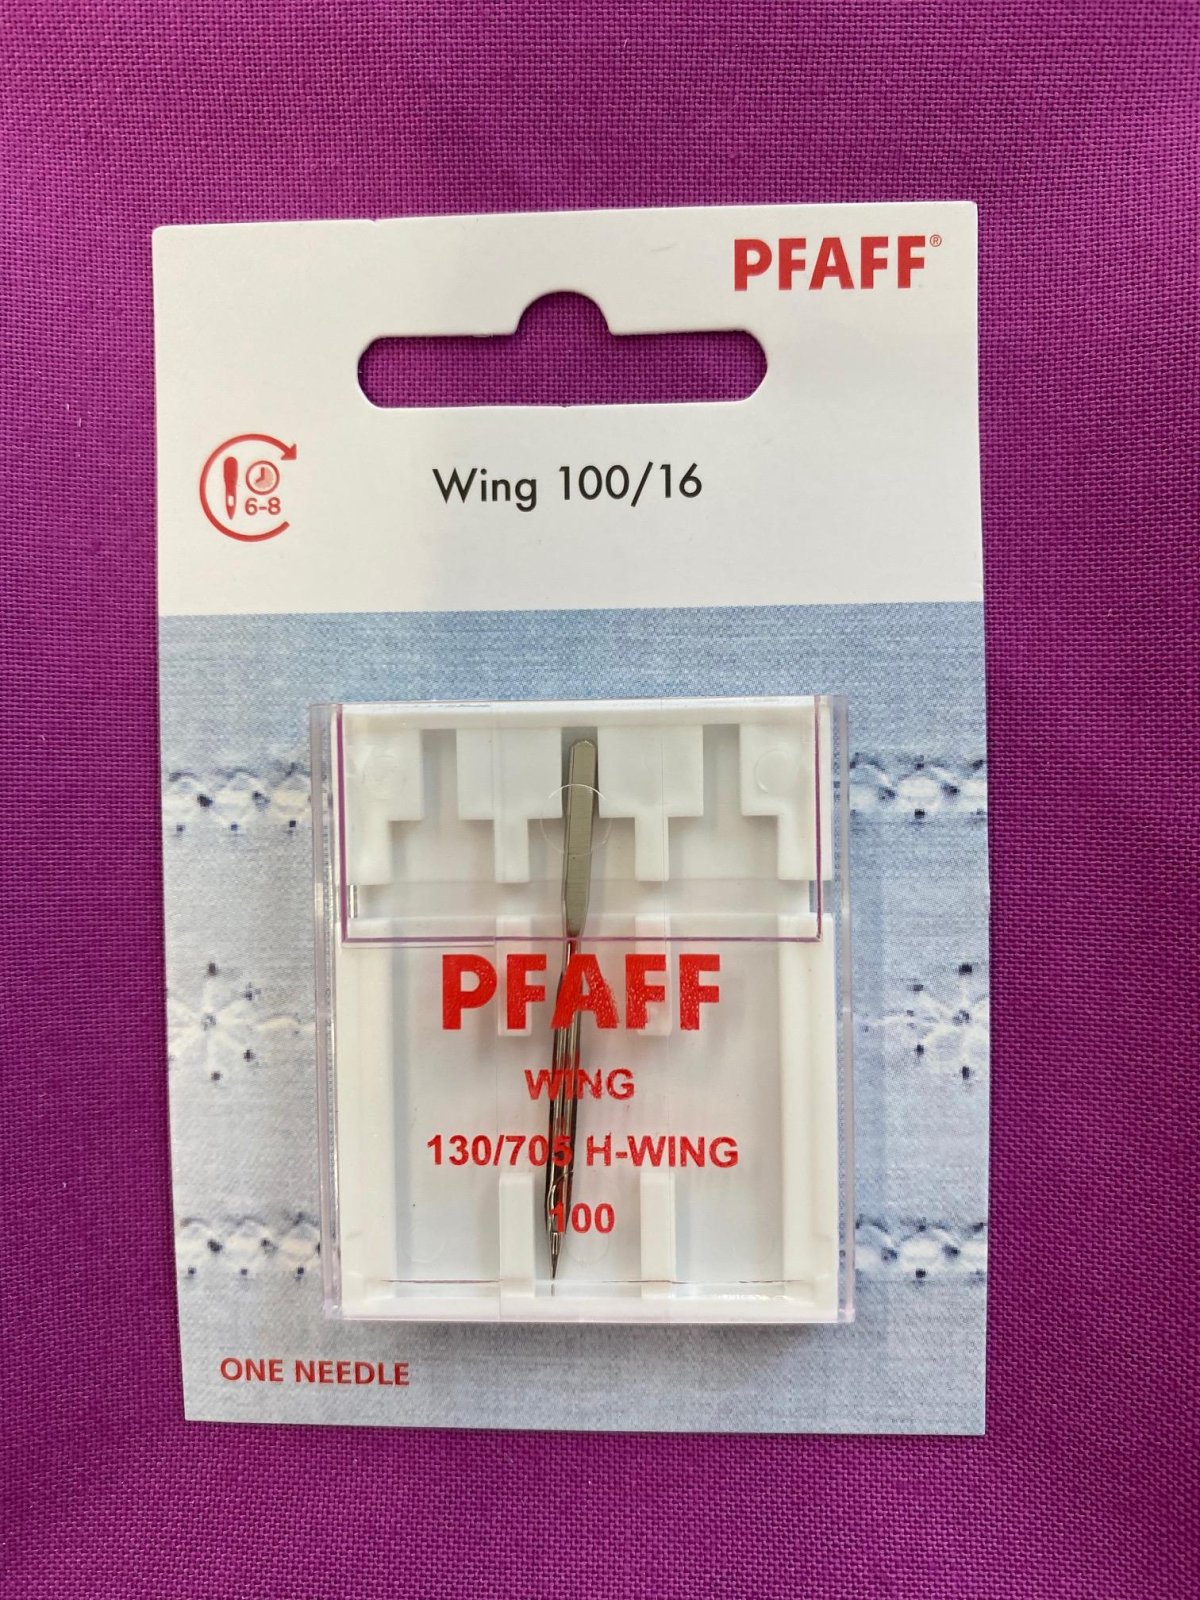 PFAFF®
Wing 100/16
6-8
PFAFF
WING
130/705 H-WING
100
ONE NEEDLE